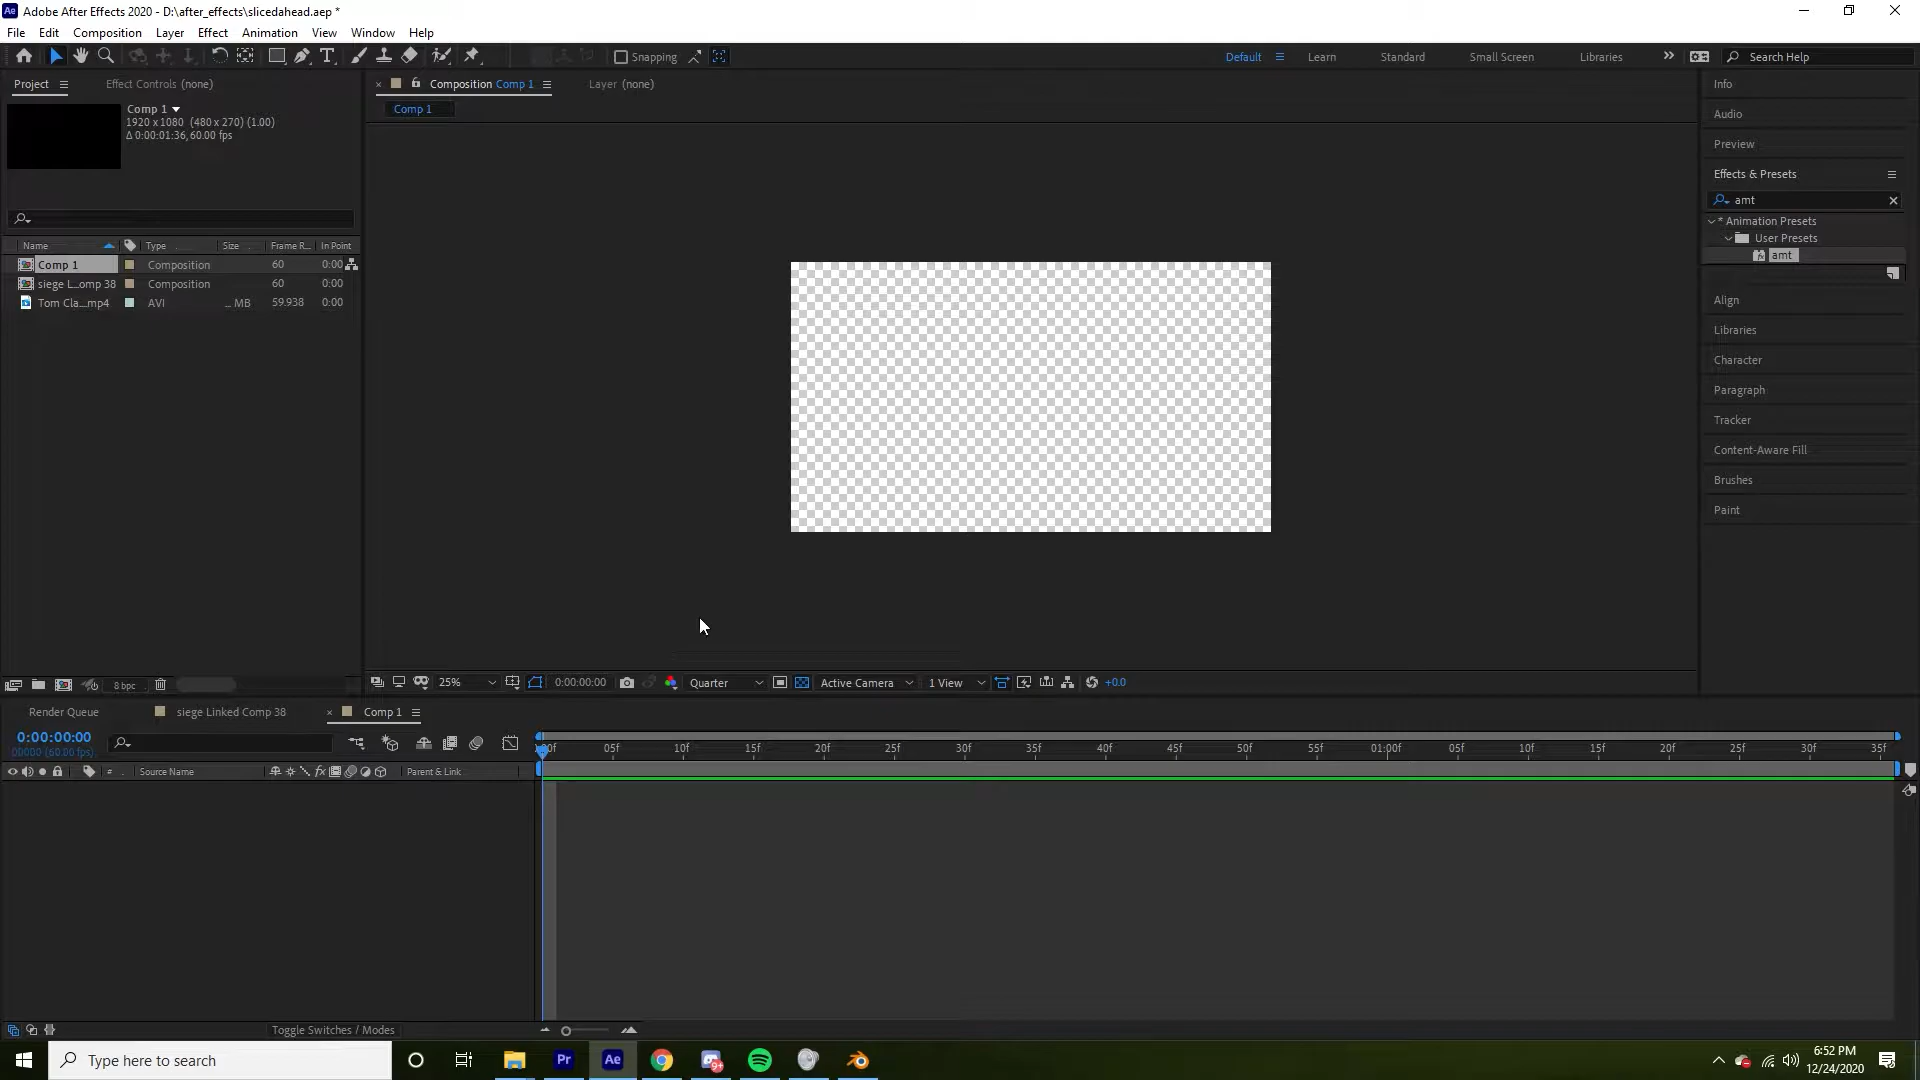 Ae Adobe After Effects 2020 - D:\after_effects\slicedahead.aep *
File Edit Composition Layer Effect Animation View Window Help
Snapping
Default Learn Standard Small Screen Libraries Search Help
Project Effect Controls (none)
Comp 1
1920 x 1080 (480 x 270) (1.00)
Δ 0:00:01:36, 60.00 fps
Name Type Size Frame R... In Point
Comp 1 Composition 60 0:00
siege L...omp 38 Composition 60 0:00
Tom Cla...mp4 AVI ... MB 59.938 0:00
8 bpc
Composition Comp 1 Layer (none)
Comp 1
25% 0:00:00:00 Quarter Active Camera 1 View +0.0
Info
Audio
Preview
Effects & Presets
amt
* Animation Presets
User Presets
amt
Align
Libraries
Character
Paragraph
Tracker
Content-Aware Fill
Brushes
Paint
Render Queue siege Linked Comp 38 Comp 1
0:00:00:00
00000 (60.00 fps)
05f 10f 15f 20f 25f 30f 35f 40f 45f 50f 55f 01:00f 05f 10f 15f 20f 25f 30f 35f
# Source Name fx Parent & Link
Toggle Switches / Modes
Type here to search Pr Ae 9+
6:52 PM
12/24/2020